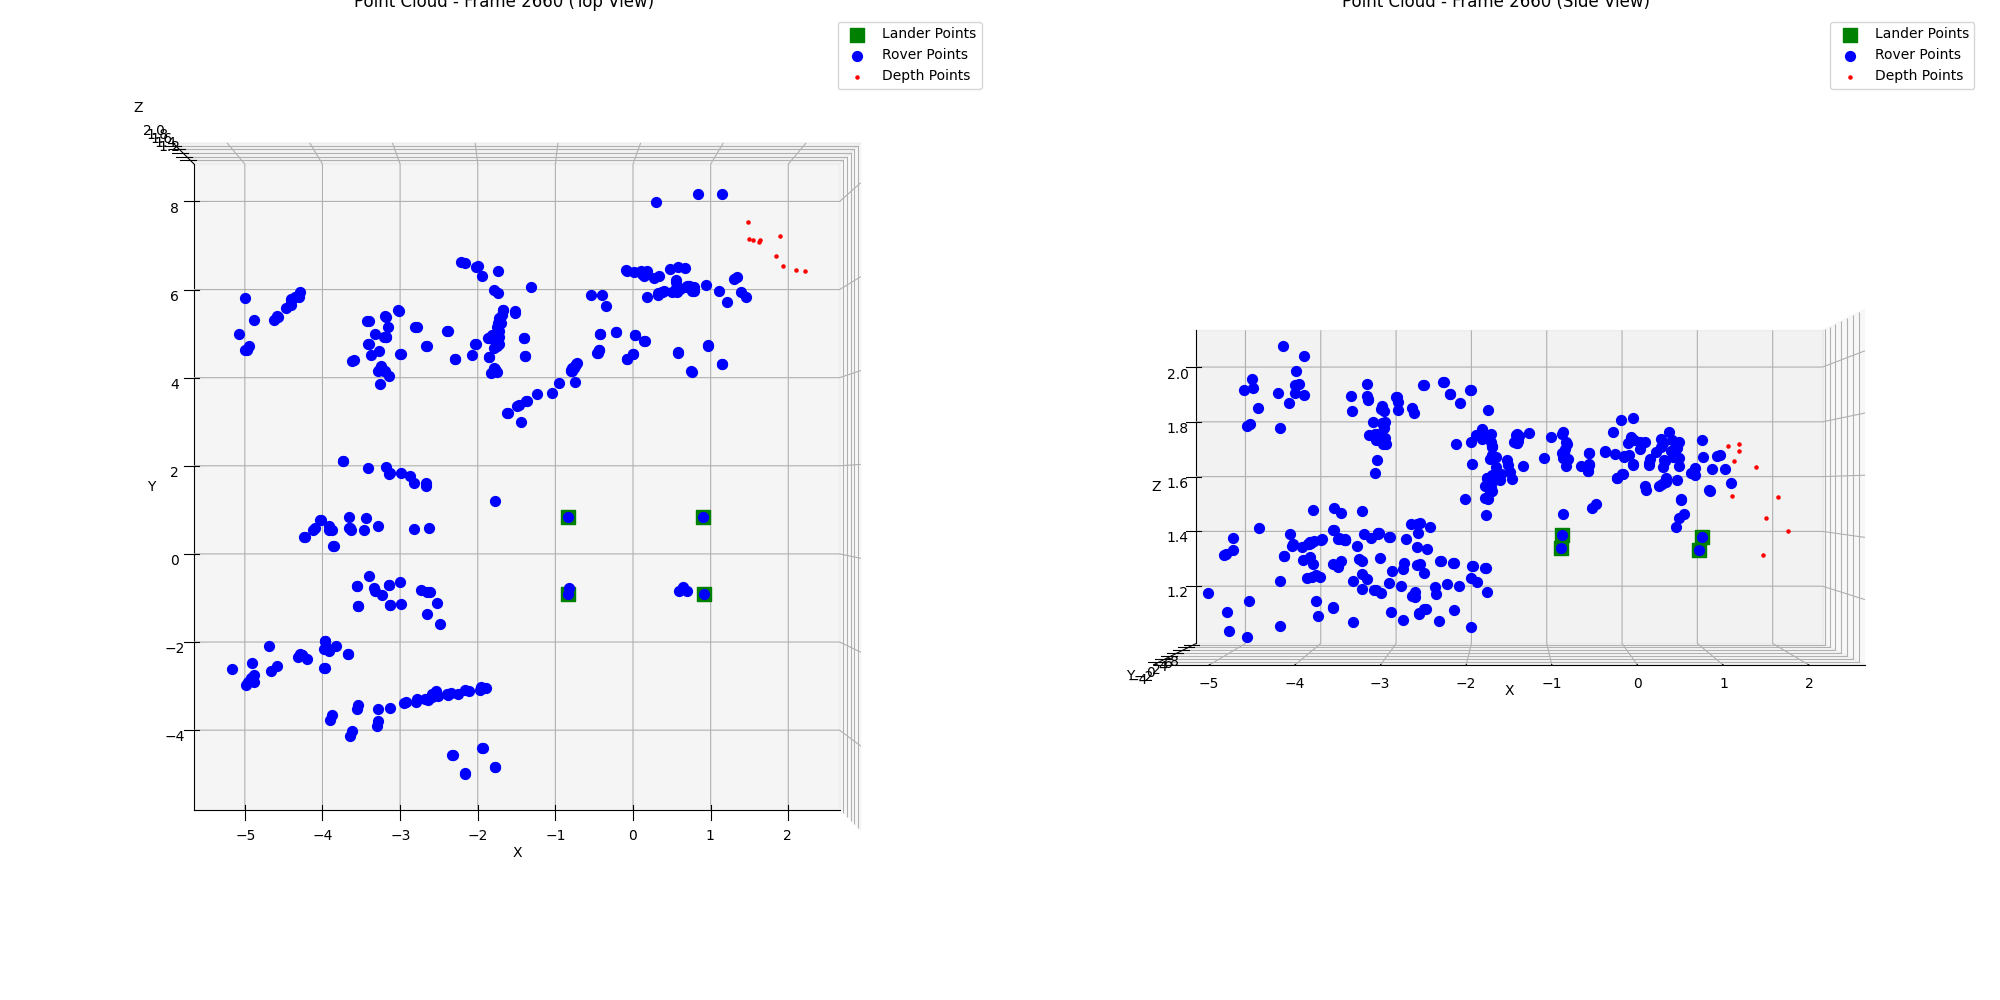 Point Cloud - Frame 2660 (Top View)
Lander Points
Rover Points
Depth Points
Z
2.0
8
6
4
2
0
−2
−4
Y
−5 −4 −3 −2 −1 0 1 2
X
Point Cloud - Frame 2660 (Side View)
Lander Points
Rover Points
Depth Points
2.0
1.8
1.6
1.4
1.2
Z
Y
−5 −4 −3 −2 −1 0 1 2
X